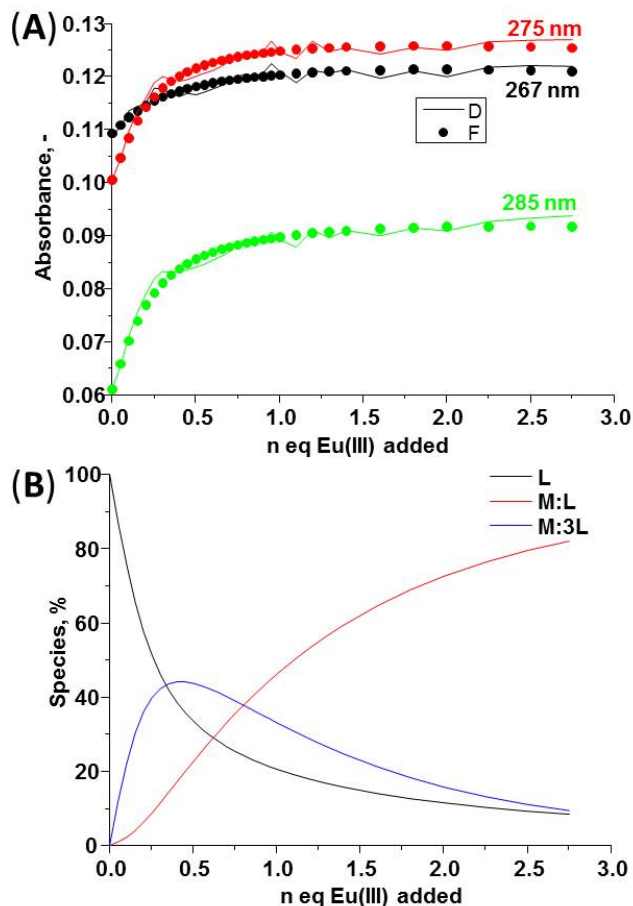 (A)
0.13
0.12
0.11
0.10
0.09
0.08
0.07
0.06
Absorbance, -
275 nm
267 nm
D
F
285 nm
0.0 0.5 1.0 1.5 2.0 2.5 3.0
n eq Eu(III) added
(B)
100
80
60
40
20
0
Species, %
L
M:L
M:3L
0.0 0.5 1.0 1.5 2.0 2.5 3.0
n eq Eu(III) added